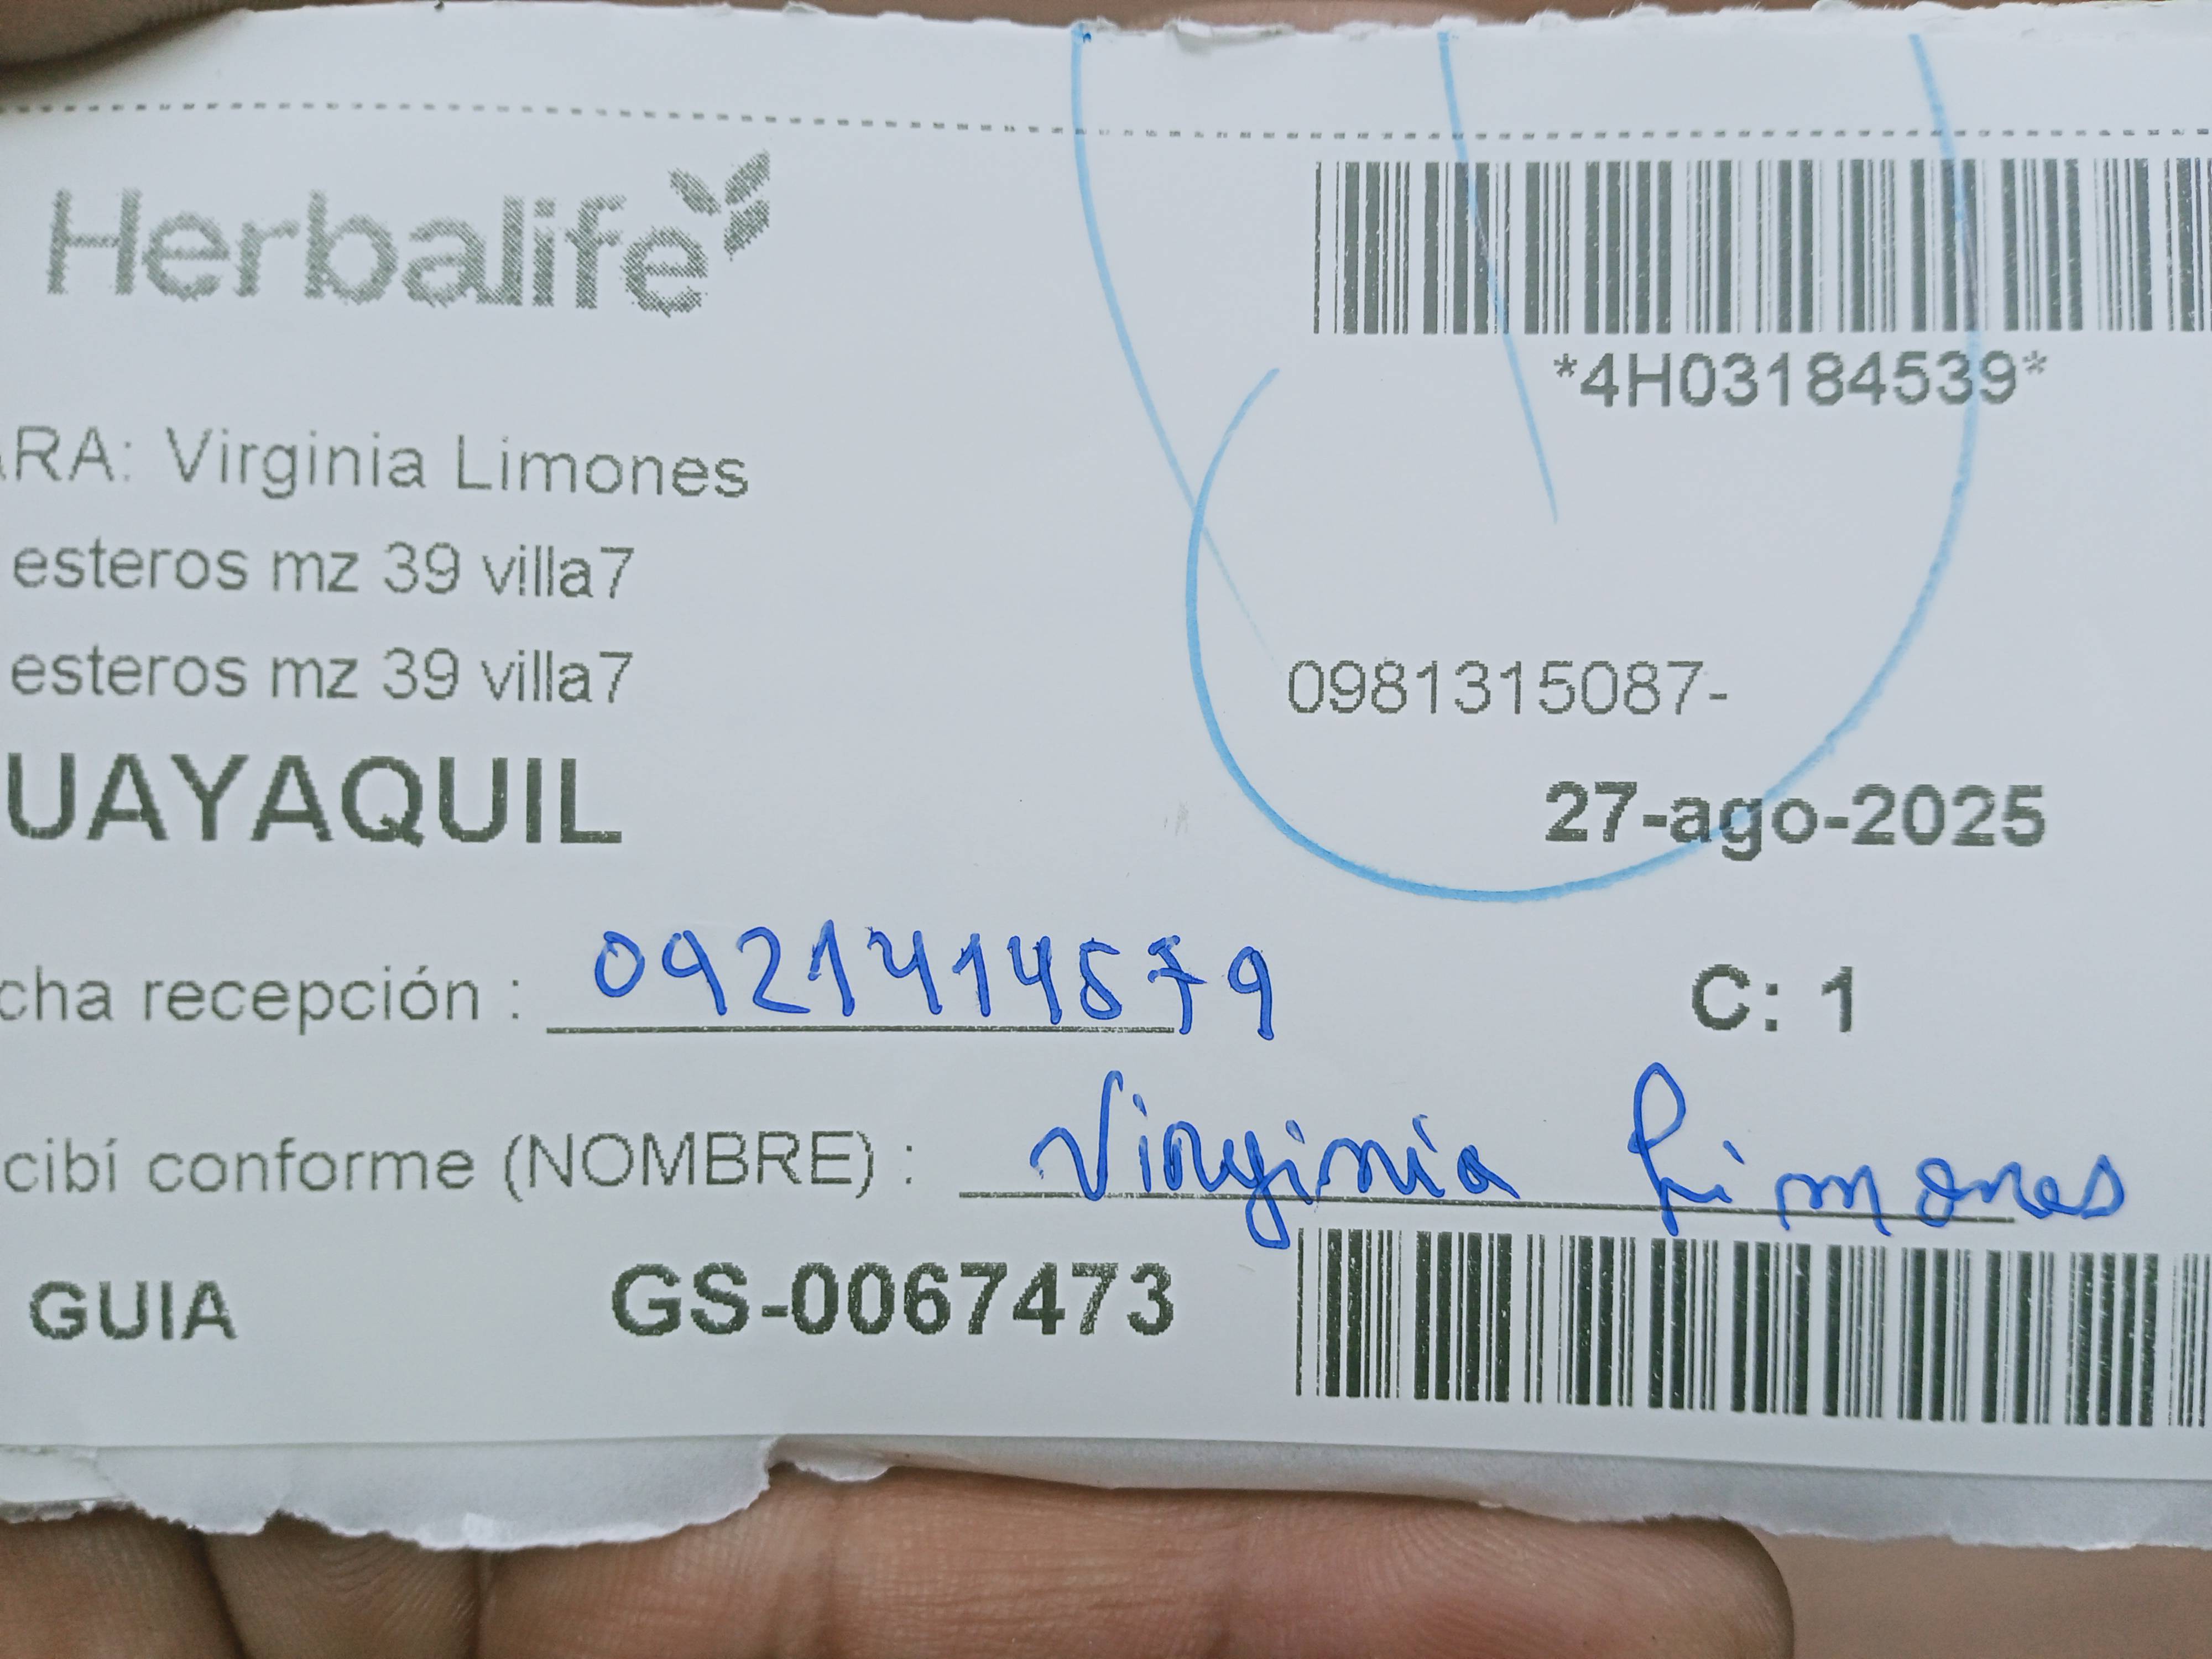 Herbalife
*4H03184539*
ARA: Virginia Limones
esteros mz 39 villa7
esteros mz 39 villa7
0981315087-
UAYAQUIL
27-ago-2025
cha recepción : 0921414579
C: 1
cibí conforme (NOMBRE) : Virginia Limones
GUIA GS-0067473